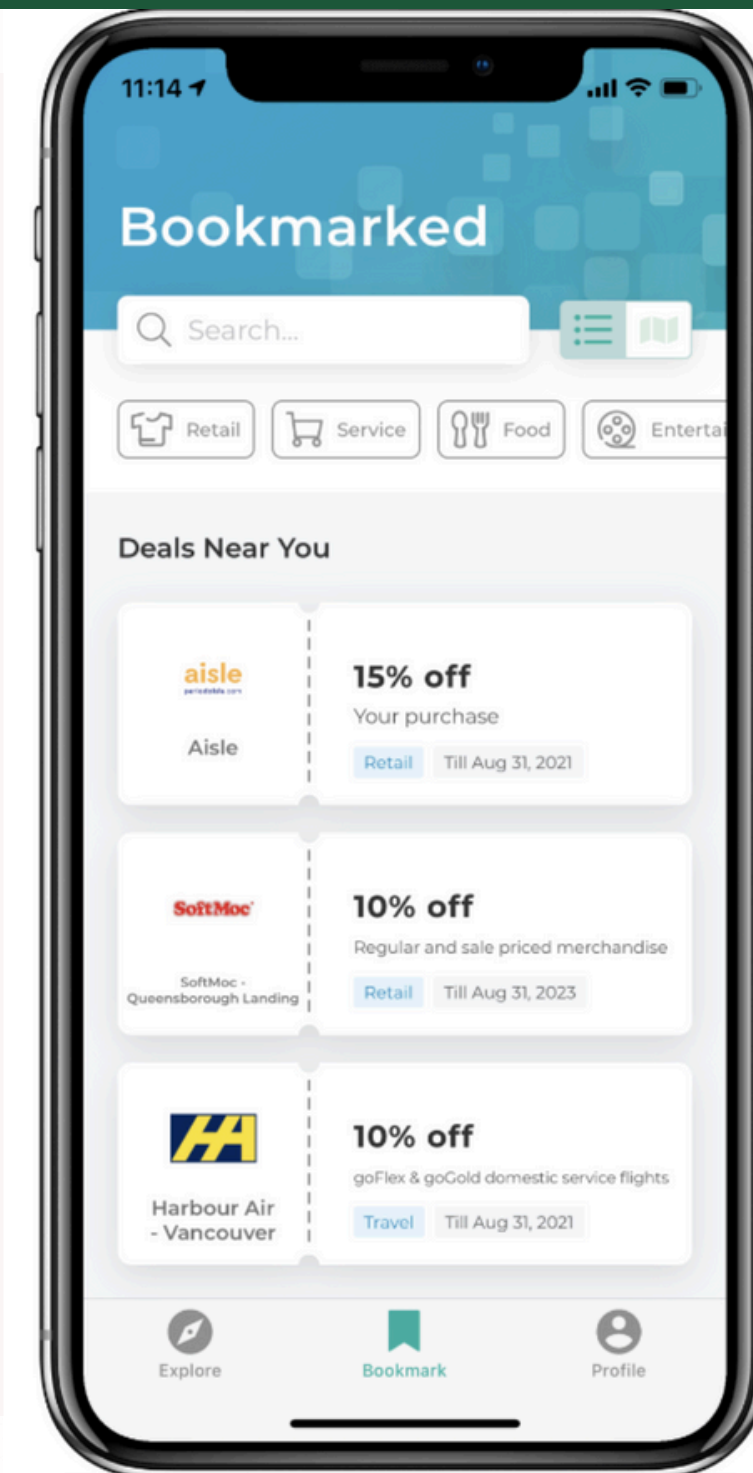 11:14
Bookmarked
Search...
Retail
Service
Food
Entertai
Deals Near You
aisle
periodaisle.com
Aisle
15% off
Your purchase
Retail
Till Aug 31, 2021
SoftMoc
SoftMoc -
Queensborough Landing
10% off
Regular and sale priced merchandise
Retail
Till Aug 31, 2023
HA
Harbour Air
- Vancouver
10% off
goFlex & goGold domestic service flights
Travel
Till Aug 31, 2021
Explore
Bookmark
Profile